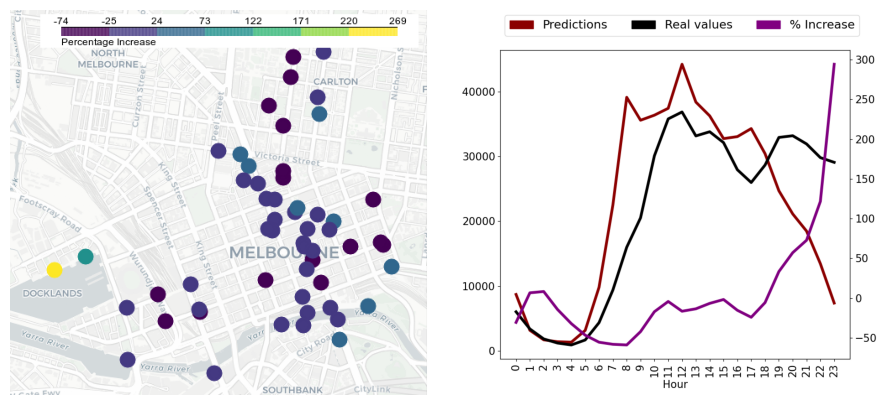 -74 -25 24 73 122 171 220 269
Percentage Increase
NORTH
MELBOURNE
CARLTON
Nicholson S
Curzon Street
Peel Street
Victoria Street
King Street
Spencer Street
Footscray Road
MELBOURNE
Wurundjeri
King Street
DOCKLANDS
Yarra River
Yarra River
Yarra River
City Road
SOUTHBANK
CityLink
Predictions Real values % Increase
40000
30000
20000
10000
0
300
250
200
150
100
50
0
−50
0 1 2 3 4 5 6 7 8 9 10 11 12 13 14 15 16 17 18 19 20 21 22 23
Hour